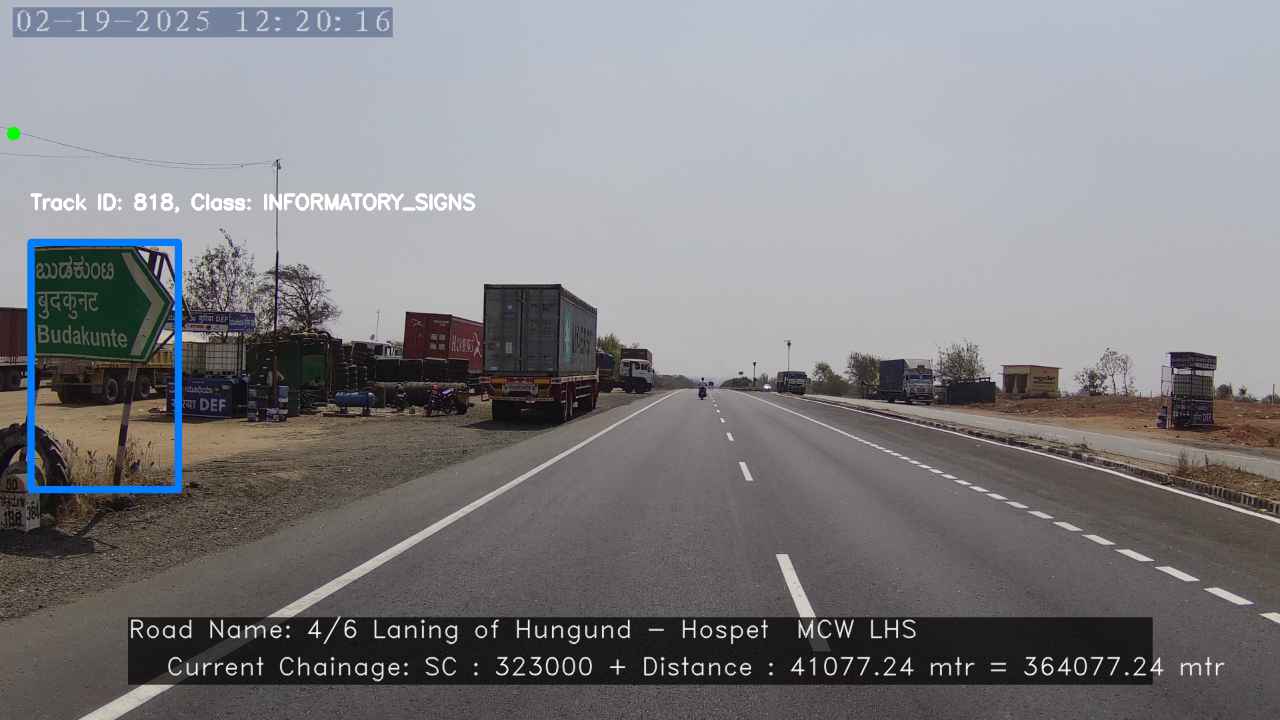 02-19-2025 12:20:16
Track ID: 818, Class: INFORMATORY_SIGNS
ಬುಡಕುಂಟಿ
बुदकुनट
Budakunte
DEF
DEF
Road Name: 4/6 Laning of Hungund - Hospet MCW LHS
Current Chainage: SC : 323000 + Distance : 41077.24 mtr = 364077.24 mtr